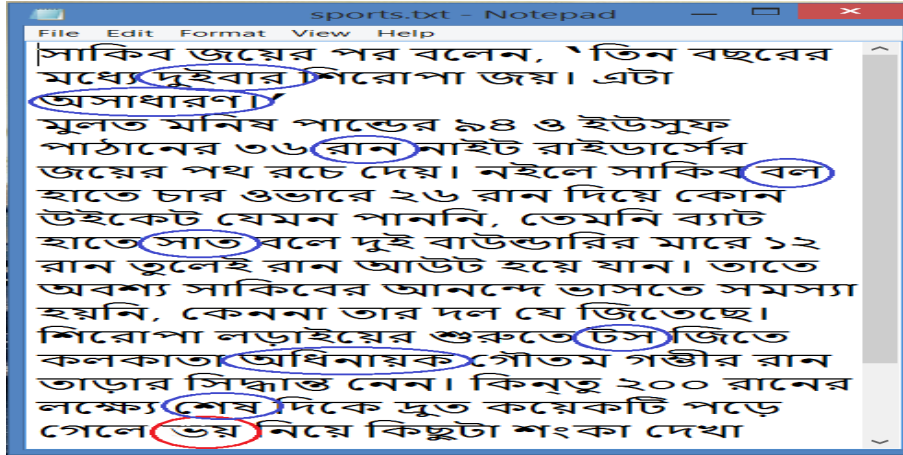 sports.txt - Notepad
File Edit Format View Help
সাকিব জয়ের পর বলেন, ‘তিন বছরের
মধ্যে দুইবার শিরোপা জয়। এটা
অসাধারণ।’
মুলত মনিষ পান্ডের ৯৪ ও ইউসুফ
পাঠানের ৩৬ রান নাইট রাইডার্সের
জয়ের পথ রচে দেয়। নইলে সাকিব বল
হাতে চার ওভারে ২৬ রান দিয়ে কোন
উইকেট যেমন পাননি, তেমনি ব্যাট
হাতে সাত বলে দুই বাউন্ডারির মারে ১২
রান তুলেই রান আউট হয়ে যান। তাতে
অবশ্য সাকিবের আনন্দে ভাসতে সমস্যা
হয়নি, কেননা তার দল যে জিতেছে।
শিরোপা লড়াইয়ের শুরুতে টস জিতে
কলকাতা অধিনায়ক গৌতম গম্ভীর রান
তাড়ার সিদ্ধান্ত নেন। কিন্‌তু ২০০ রানের
লক্ষ্যে শেষ দিকে দ্রুত কয়েকটি পড়ে
গেলে ভয় নিয়ে কিছুটা শংকা দেখা